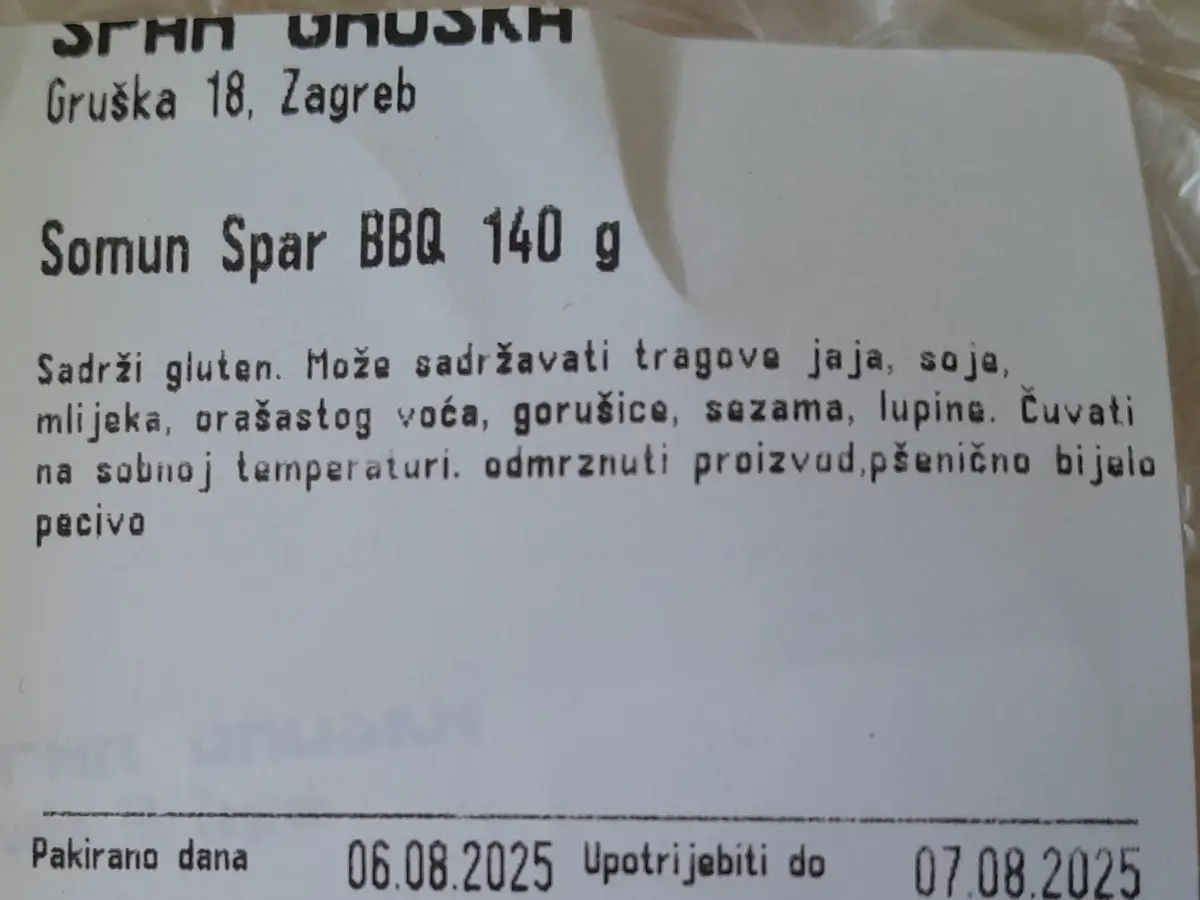 SPAR GRUŠKA
Gruška 18, Zagreb
Somun Spar BBQ 140 g
Sadrži gluten. Može sadržavati tragove jaja, soje,
mlijeka, orašastog voća, gorušice, sezama, lupine. Čuvati
na sobnoj temperaturi. odmrznuti proizvod,pšenično bijelo
pecivo
Pakirano dana 06.08.2025 Upotrijebiti do 07.08.2025